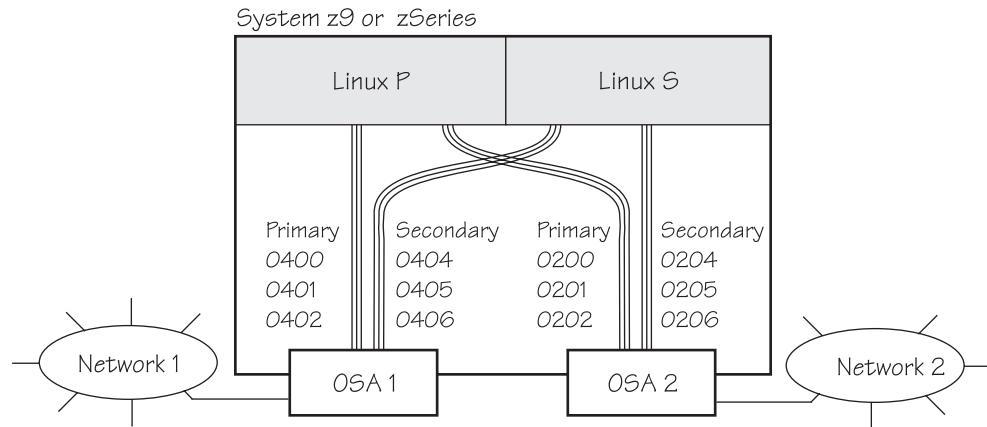 System z9 or zSeries
Linux P
Linux S
Primary
0400
0401
0402
Secondary
0404
0405
0406
Primary
0200
0201
0202
Secondary
0204
0205
0206
Network 1
OSA 1
OSA 2
Network 2